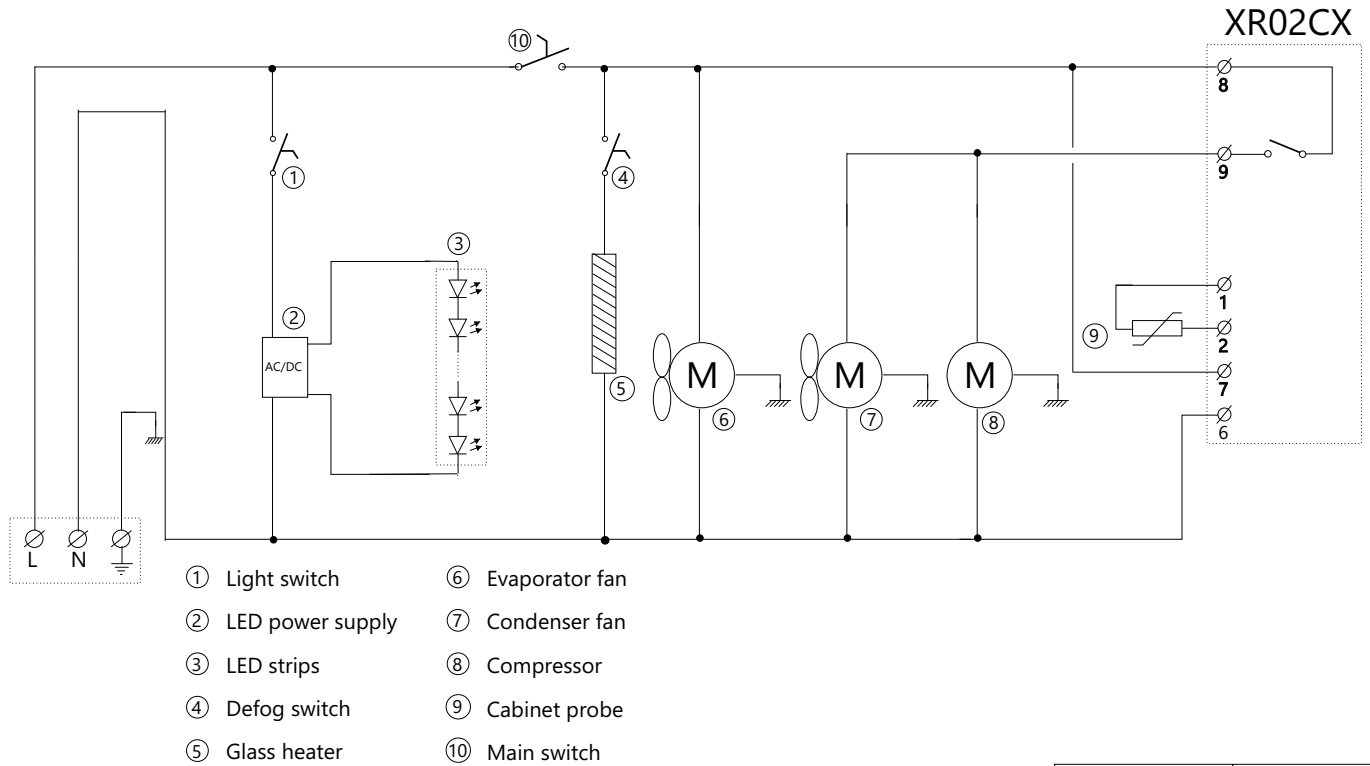 XR02CX
⑩
8
9
①
④
③
1
②
⑨
2
AC/DC
⑤
M
M
M
7
⑥
⑦
⑧
6
L N
① Light switch
② LED power supply
③ LED strips
④ Defog switch
⑤ Glass heater
⑥ Evaporator fan
⑦ Condenser fan
⑧ Compressor
⑨ Cabinet probe
⑩ Main switch